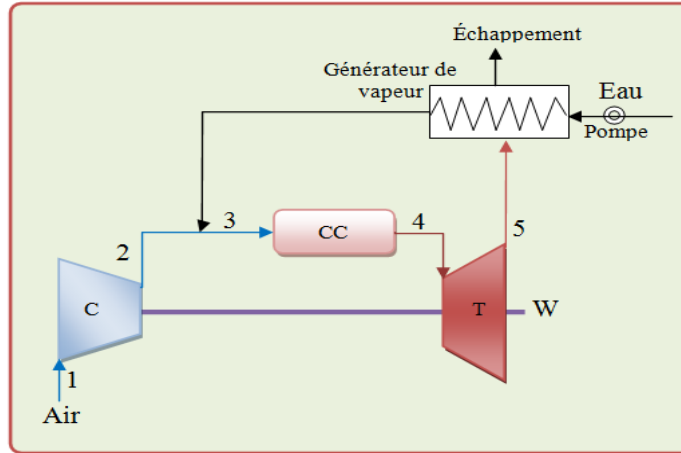 Échappement
Générateur de
vapeur
Eau
Pompe
2
3
CC
4
5
C
T
W
1
Air